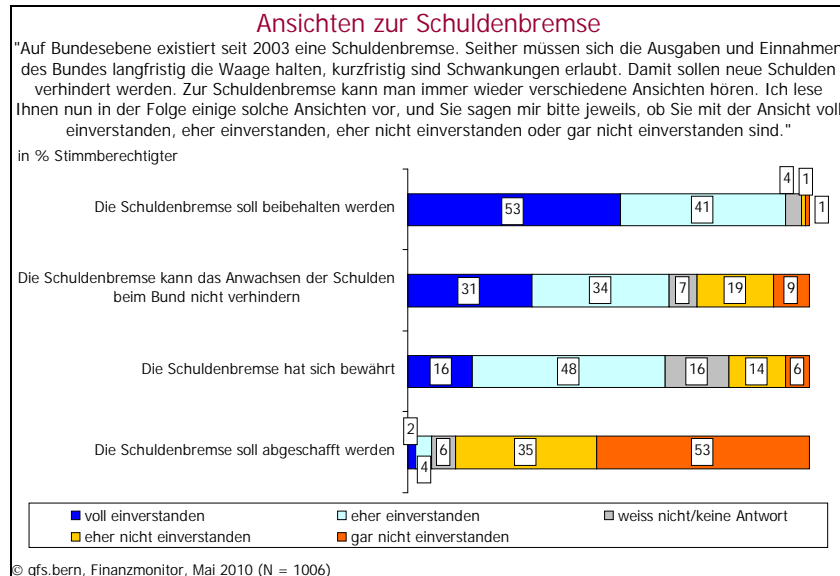 Ansichten zur Schuldenbremse
"Auf Bundesebene existiert seit 2003 eine Schuldenbremse. Seither müssen sich die Ausgaben und Einnahmen
des Bundes langfristig die Waage halten, kurzfristig sind Schwankungen erlaubt. Damit sollen neue Schulden
verhindert werden. Zur Schuldenbremse kann man immer wieder verschiedene Ansichten hören. Ich lese
Ihnen nun in der Folge einige solche Ansichten vor, und Sie sagen mir bitte jeweils, ob Sie mit der Ansicht voll
einverstanden, eher einverstanden, eher nicht einverstanden oder gar nicht einverstanden sind."
in % Stimmberechtigter
Die Schuldenbremse soll beibehalten werden
53 41 4 1 1
Die Schuldenbremse kann das Anwachsen der Schulden
beim Bund nicht verhindern
31 34 7 19 9
Die Schuldenbremse hat sich bewährt
16 48 16 14 6
Die Schuldenbremse soll abgeschafft werden
2 4 6 35 53
voll einverstanden eher einverstanden weiss nicht/keine Antwort
eher nicht einverstanden gar nicht einverstanden
© gfs.bern, Finanzmonitor, Mai 2010 (N = 1006)